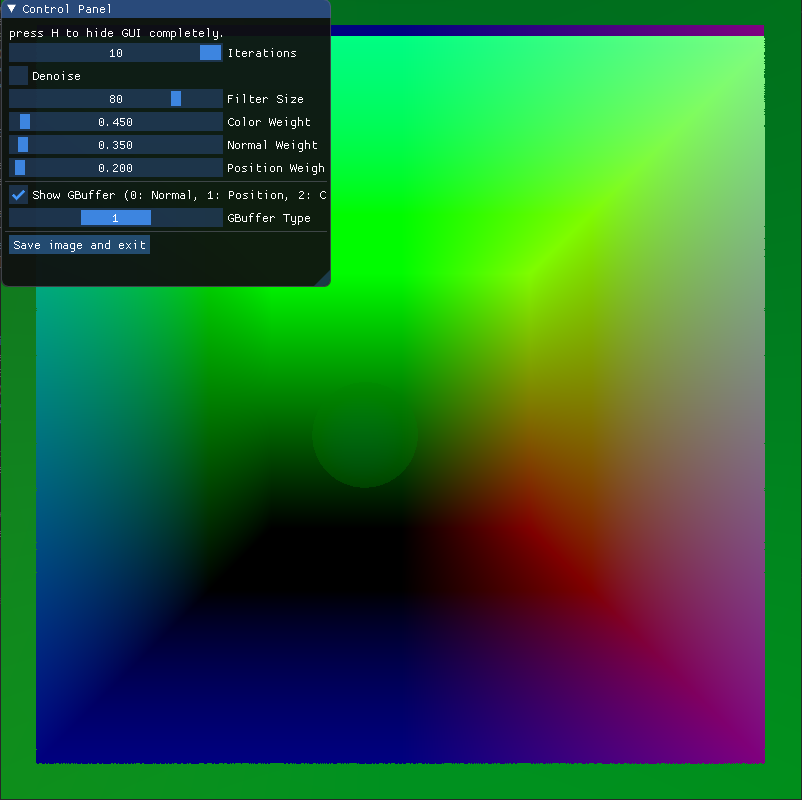 Control Panel
press H to hide GUI completely.
10 Iterations
Denoise
80 Filter Size
0.450 Color Weight
0.350 Normal Weight
0.200 Position Weigh
Show GBuffer (0: Normal, 1: Position, 2: C
1 GBuffer Type
Save image and exit